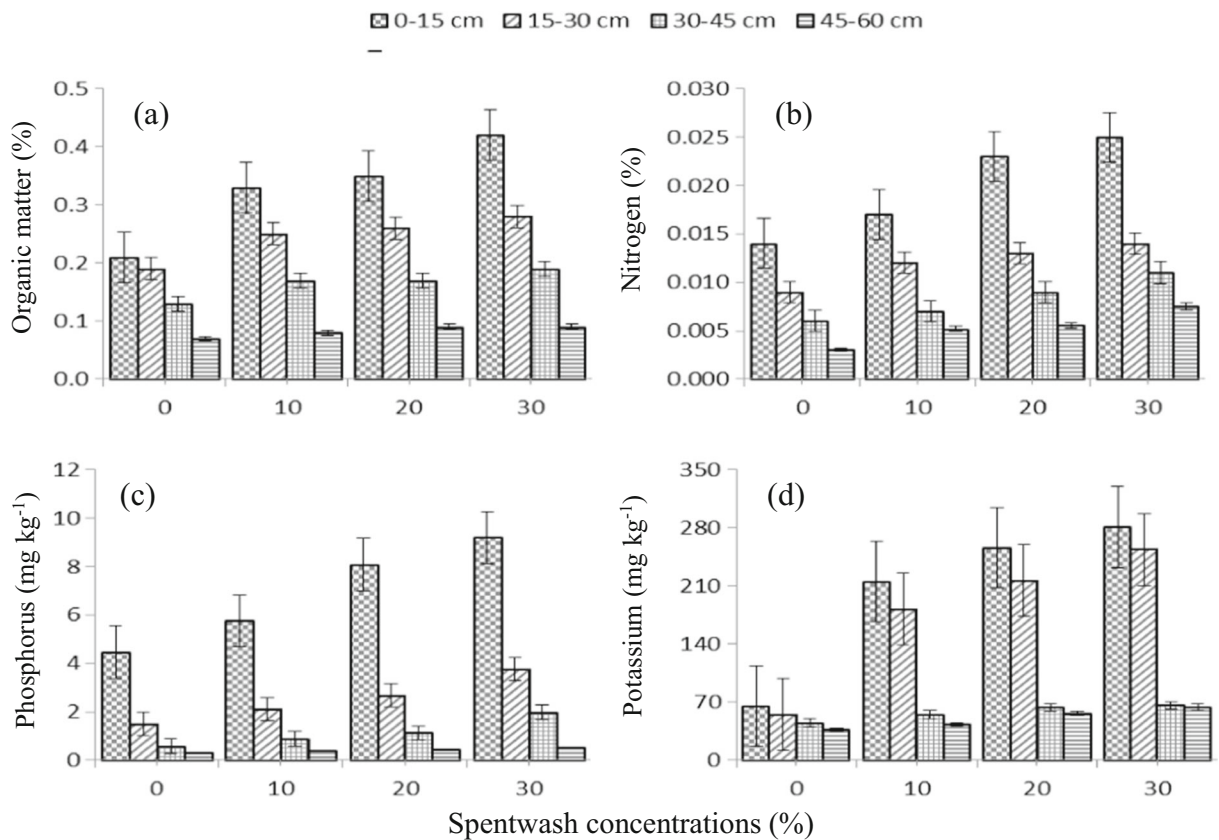 0-15 cm 15-30 cm 30-45 cm 45-60 cm
(a)
Organic matter (%)
0.5
0.4
0.3
0.2
0.1
0.0
0 10 20 30
(b)
Nitrogen (%)
0.030
0.025
0.020
0.015
0.010
0.005
0.000
0 10 20 30
(c)
Phosphorus (mg kg-1)
12
10
8
6
4
2
0
0 10 20 30
(d)
Potassium (mg kg-1)
350
280
210
140
70
0
0 10 20 30
Spentwash concentrations (%)